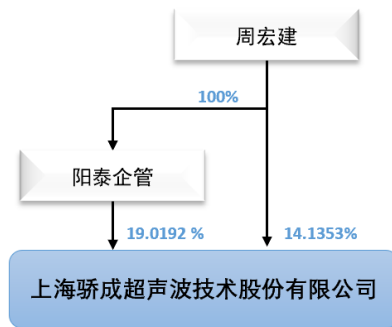 周宏建
100%
阳泰企管
19.0192 %
14.1353%
上海骄成超声波技术股份有限公司